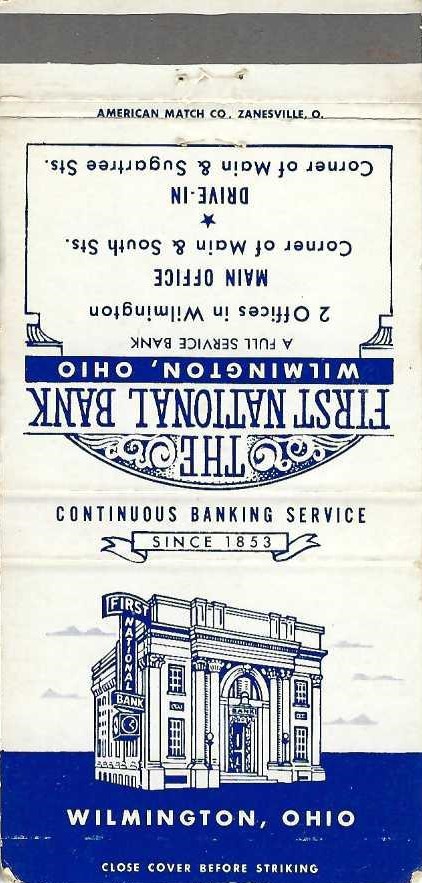 AMERICAN MATCH CO. ZANESVILLE, O.
THE
FIRST NATIONAL BANK
WILMINGTON, OHIO
A FULL SERVICE BANK
2 Offices in Wilmington
MAIN OFFICE
Corner of Main & South Sts.
★
DRIVE-IN
Corner of Main & Sugartree Sts.
CONTINUOUS BANKING SERVICE
SINCE 1853
FIRST
NATIONAL
BANK
WILMINGTON, OHIO
CLOSE COVER BEFORE STRIKING